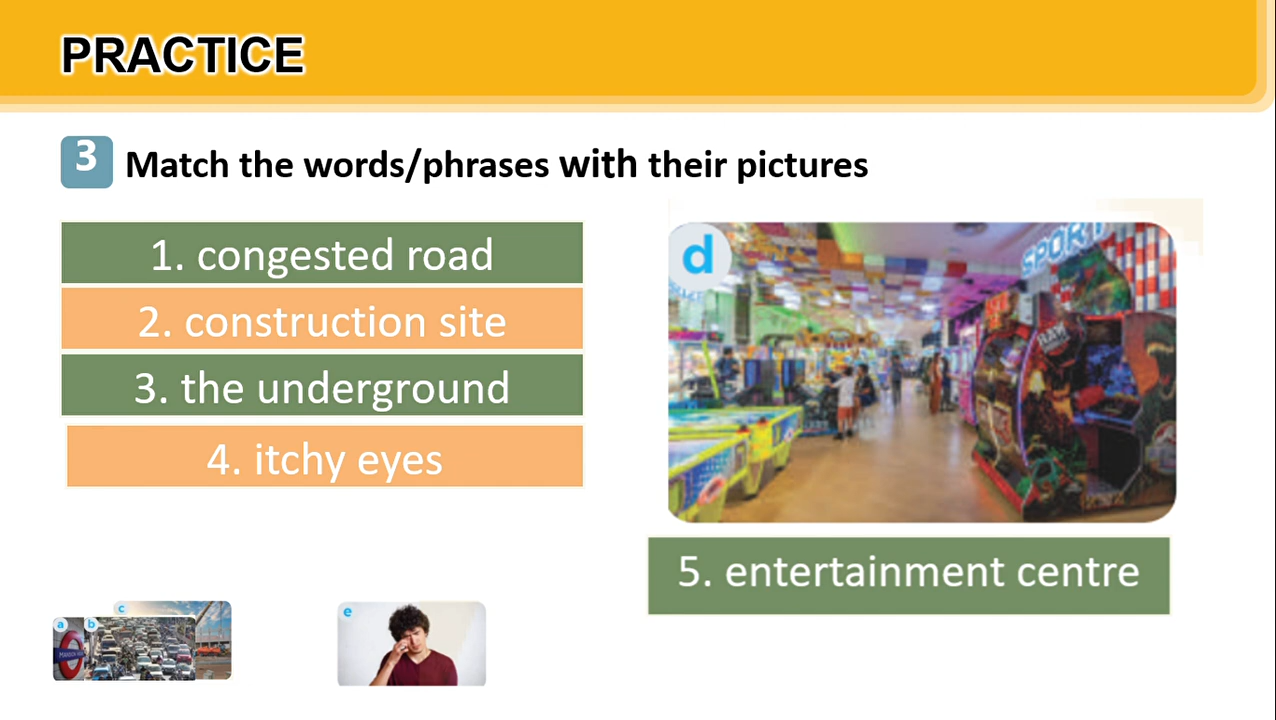 PRACTICE
3 Match the words/phrases with their pictures
1. congested road
2. construction site
3. the underground
4. itchy eyes
d
SPORT
5. entertainment centre
a
b
c
e